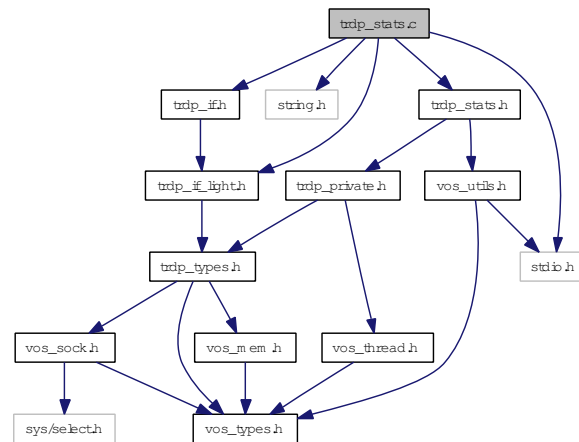 trdp_stats.c
trdp_if.h
string.h
trdp_stats.h
trdp_if_light.h
trdp_private.h
vos_utils.h
trdp_types.h
stdio.h
vos_sock.h
vos_mem.h
vos_thread.h
sys/select.h
vos_types.h